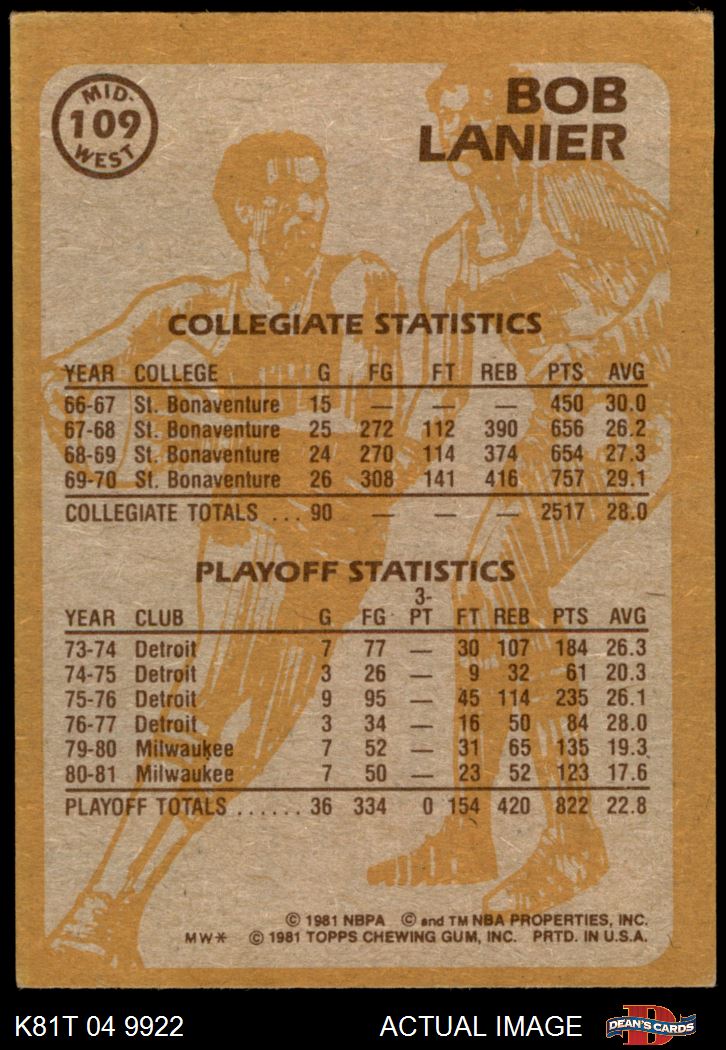 MID-
109
WEST
BOB
LANIER
COLLEGIATE STATISTICS
YEAR COLLEGE G FG FT REB PTS AVG
66-67 St. Bonaventure 15 — — — 450 30.0
67-68 St. Bonaventure 25 272 112 390 656 26.2
68-69 St. Bonaventure 24 270 114 374 654 27.3
69-70 St. Bonaventure 26 308 141 416 757 29.1
COLLEGIATE TOTALS ... 90 — — — 2517 28.0
PLAYOFF STATISTICS
YEAR CLUB G FG 3-PT FT REB PTS AVG
73-74 Detroit 7 77 — 30 107 184 26.3
74-75 Detroit 3 26 — 9 32 61 20.3
75-76 Detroit 9 95 — 45 114 235 26.1
76-77 Detroit 3 34 — 16 50 84 28.0
79-80 Milwaukee 7 52 — 31 65 135 19.3
80-81 Milwaukee 7 50 — 23 52 123 17.6
PLAYOFF TOTALS ...... 36 334 0 154 420 822 22.8
© 1981 NBPA © and TM NBA PROPERTIES, INC.
MW* © 1981 TOPPS CHEWING GUM, INC. PRTD. IN U.S.A.
K81T 04 9922 ACTUAL IMAGE DEAN'S CARDS